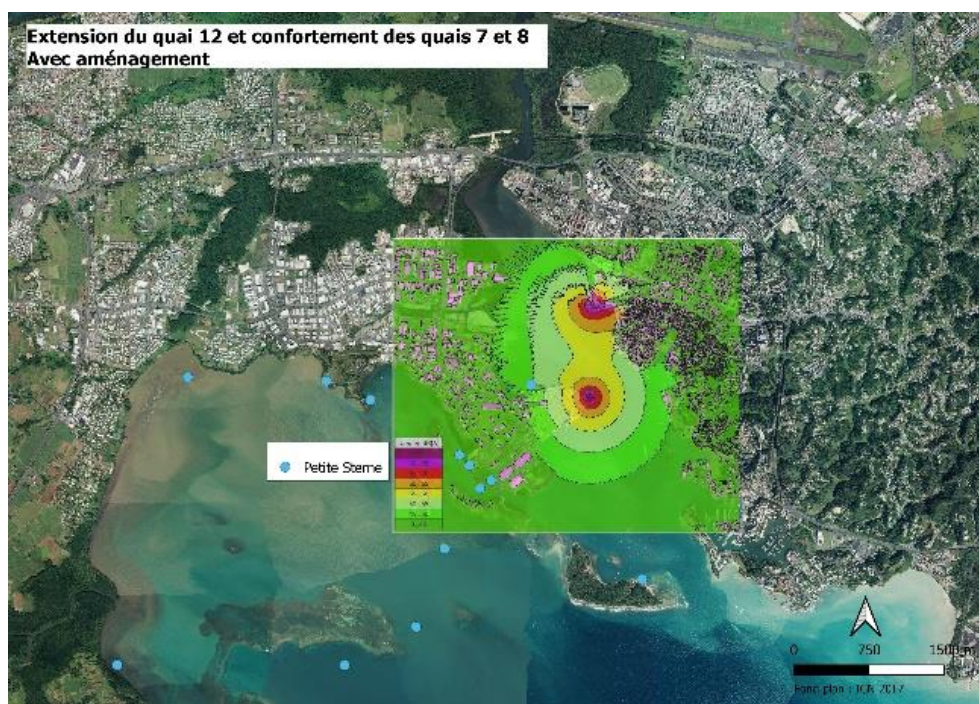 Extension du quai 12 et confortement des quais 7 et 8
Avec aménagement
Petite Sterne
0 750 1500 m
Fond plan : IGN 2017